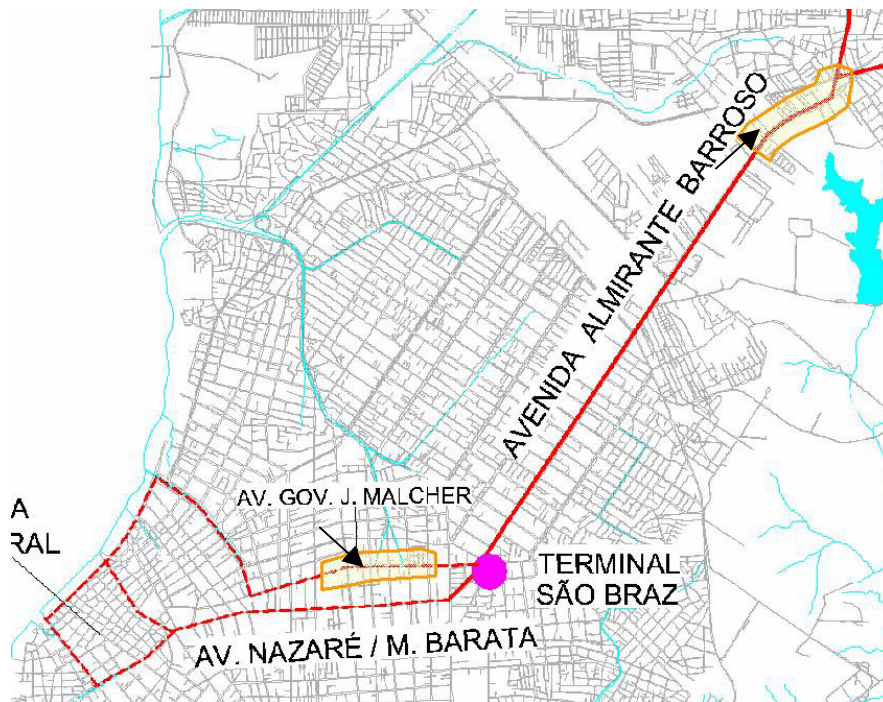 AVENIDA ALMIRANTE BARROSO
AV. GOV. J. MALCHER
A
RAL
TERMINAL
SÃO BRAZ
AV. NAZARÉ / M. BARATA